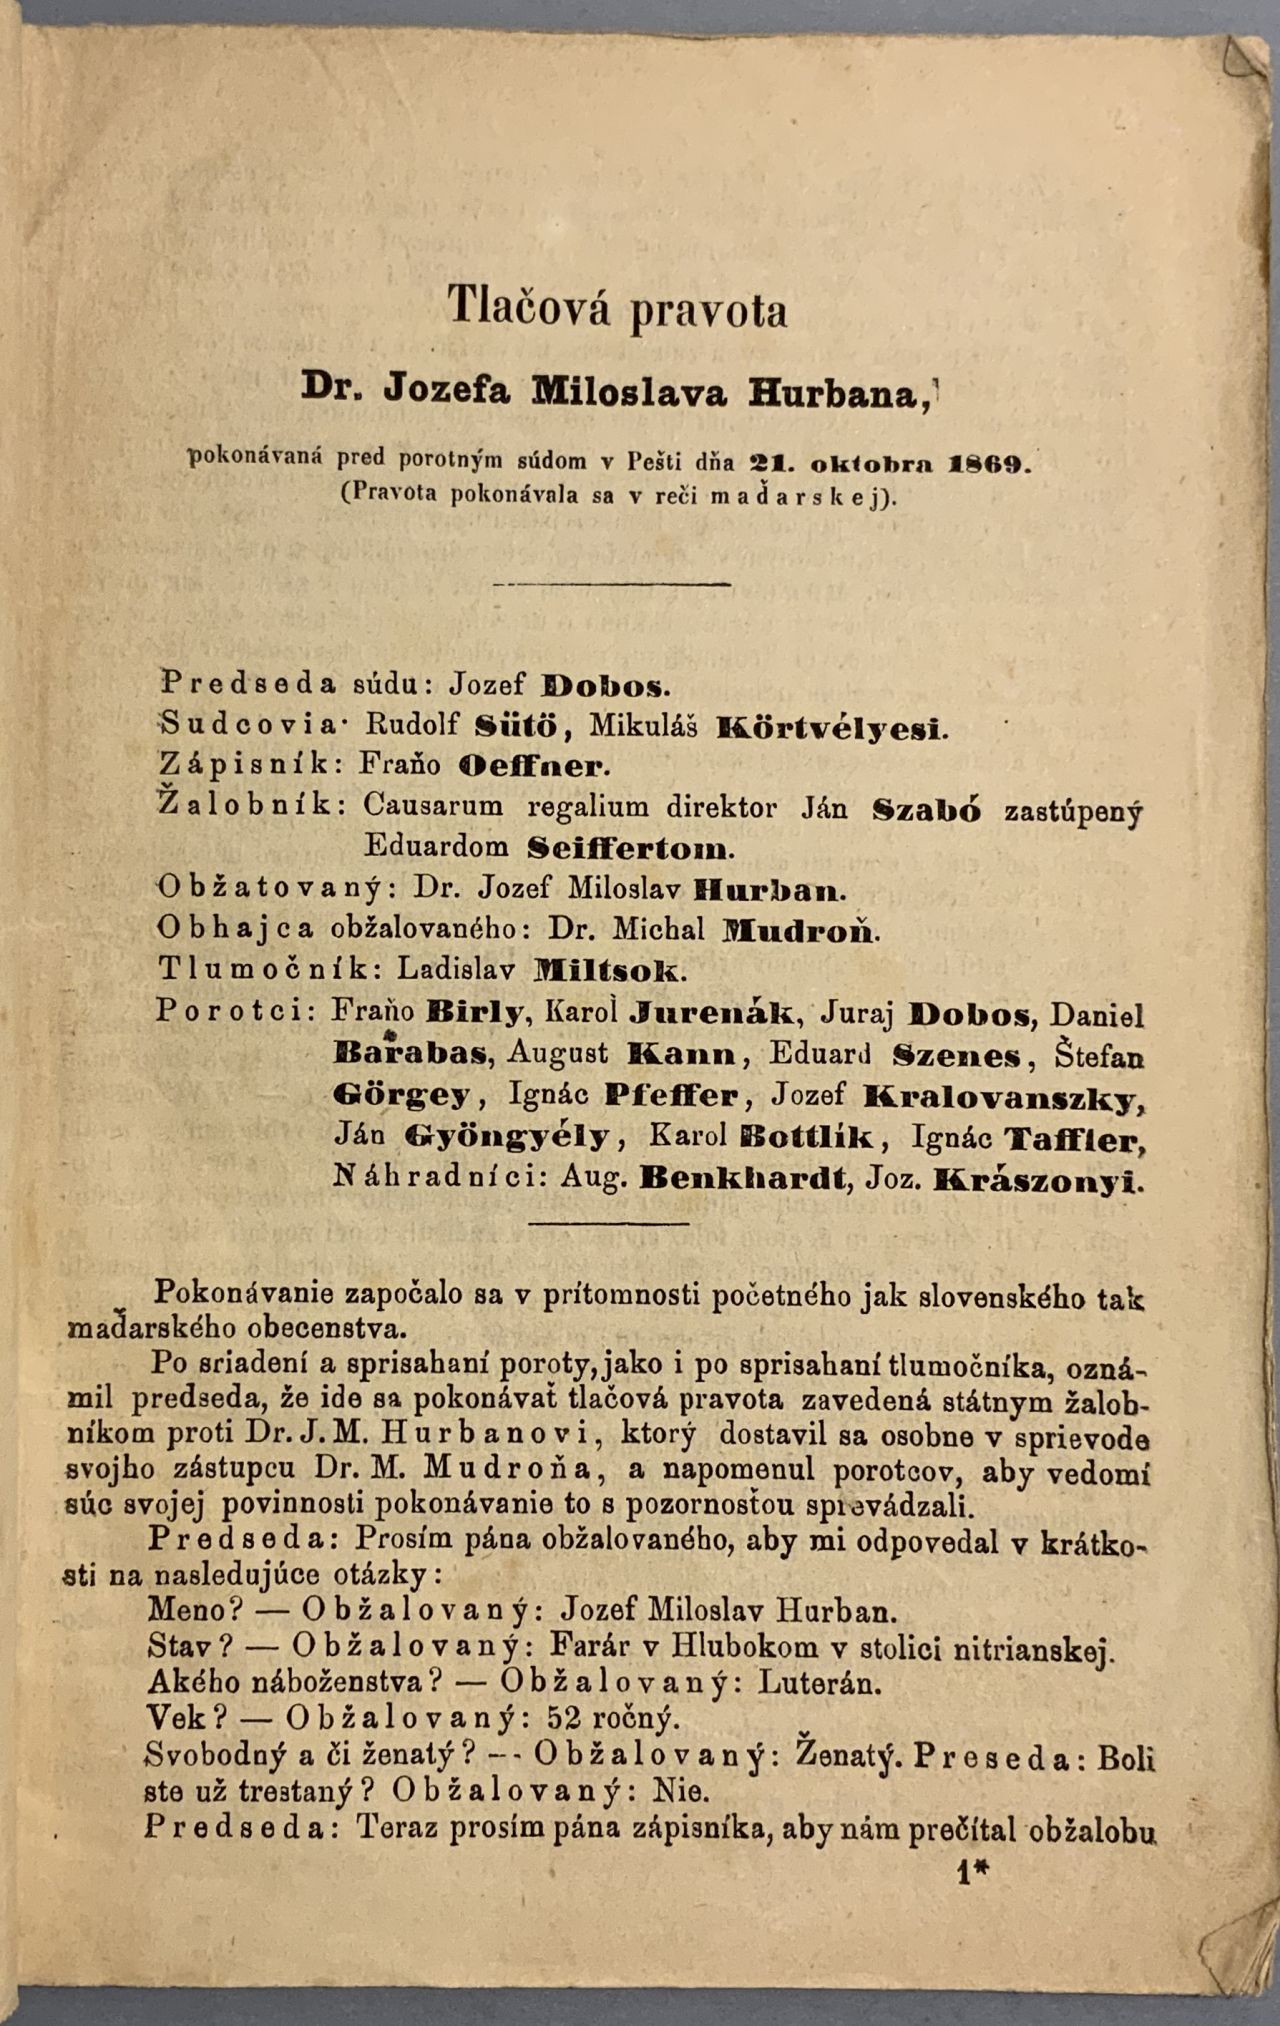 Tlačová pravota
Dr. Jozefa Miloslava Hurbana,
pokonávaná pred porotným súdom v Pešti dňa 21. oktobra 1869.
(Pravota pokonávala sa v reči maďarskej).
Predseda súdu: Jozef Dobos.
Sudcovia· Rudolf Sütö, Mikuláš Körtvélyesi.
Zápisník: Fraňo Oeffner.
Žalobník: Causarum regalium direktor Ján Szabó zastúpený
Eduardom Seiffertom.
Obžatovaný: Dr. Jozef Miloslav Hurban.
Obhajca obžalovaného: Dr. Michal Mudroň.
Tlumočník: Ladislav Miltsok.
Porotci: Fraňo Birly, Karol Jurenák, Juraj Dobos, Daniel
Barabas, August Kann, Eduard Szenes, Štefan
Görgey, Ignác Pfeffer, Jozef Kralovanszky,
Ján Gyöngyély, Karol Bottlik, Ignác Taffler,
Náhradníci: Aug. Benkhardt, Joz. Krászonyi.
Pokonávanie započalo sa v prítomnosti početného jak slovenského tak
maďarského obecenstva.
Po sriadení a sprisahaní poroty, jako i po sprisahaní tlumočníka, ozná-
mil predseda, že ide sa pokonávať tlačová pravota zavedená státnym žalob-
níkom proti Dr. J. M. Hurbanovi, ktorý dostavil sa osobne v sprievode
svojho zástupcu Dr. M. Mudroňa, a napomenul porotcov, aby vedomí
súc svojej povinnosti pokonávanie to s pozornosťou sprevádzali.
Predseda: Prosím pána obžalovaného, aby mi odpovedal v krátko-
sti na nasledujúce otázky:
Meno? — Obžalovaný: Jozef Miloslav Hurban.
Stav? — Obžalovaný: Farár v Hlubokom v stolici nitrianskej.
Akého náboženstva? — Obžalovaný: Luterán.
Vek? — Obžalovaný: 52 ročný.
Svobodný a či ženatý? -- Obžalovaný: Ženatý. Preseda: Boli
ste už trestaný? Obžalovaný: Nie.
Predseda: Teraz prosím pána zápisníka, aby nám prečítal obžalobu
1*